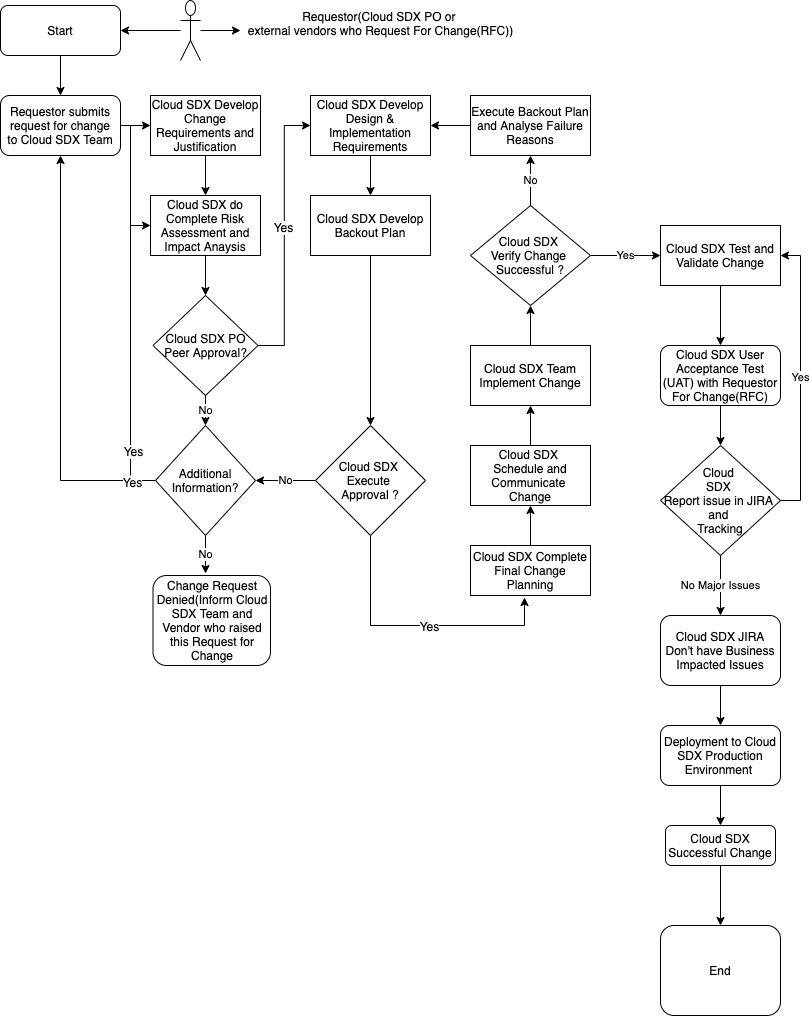 Start
Requestor(Cloud SDX PO or
external vendors who Request For Change(RFC))
Requestor submits
request for change
to Cloud SDX Team
Cloud SDX Develop
Change
Requirements and
Justification
Cloud SDX Develop
Design &
Implementation
Requirements
Execute Backout Plan
and Analyse Failure
Reasons
No
Cloud SDX do
Complete Risk
Assessment and
Impact Anaysis
Yes
Cloud SDX Develop
Backout Plan
Cloud SDX
Verify Change
Successful ?
Yes
Cloud SDX Test and
Validate Change
Cloud SDX PO
Peer Approval?
No
Cloud SDX Team
Implement Change
Cloud SDX User
Acceptance Test
(UAT) with Requestor
For Change(RFC)
Yes
Yes
Yes
Additional
Information?
No
Cloud SDX
Execute
Approval ?
Cloud SDX
Schedule and
Communicate
Change
Cloud
SDX
Report issue in JIRA
and
Tracking
No
Cloud SDX Complete
Final Change
Planning
Yes
No Major Issues
Change Request
Denied(Inform Cloud
SDX Team and
Vendor who raised
this Request for
Change
Cloud SDX JIRA
Don't have Business
Impacted Issues
Deployment to Cloud
SDX Production
Environment
Cloud SDX
Successful Change
End